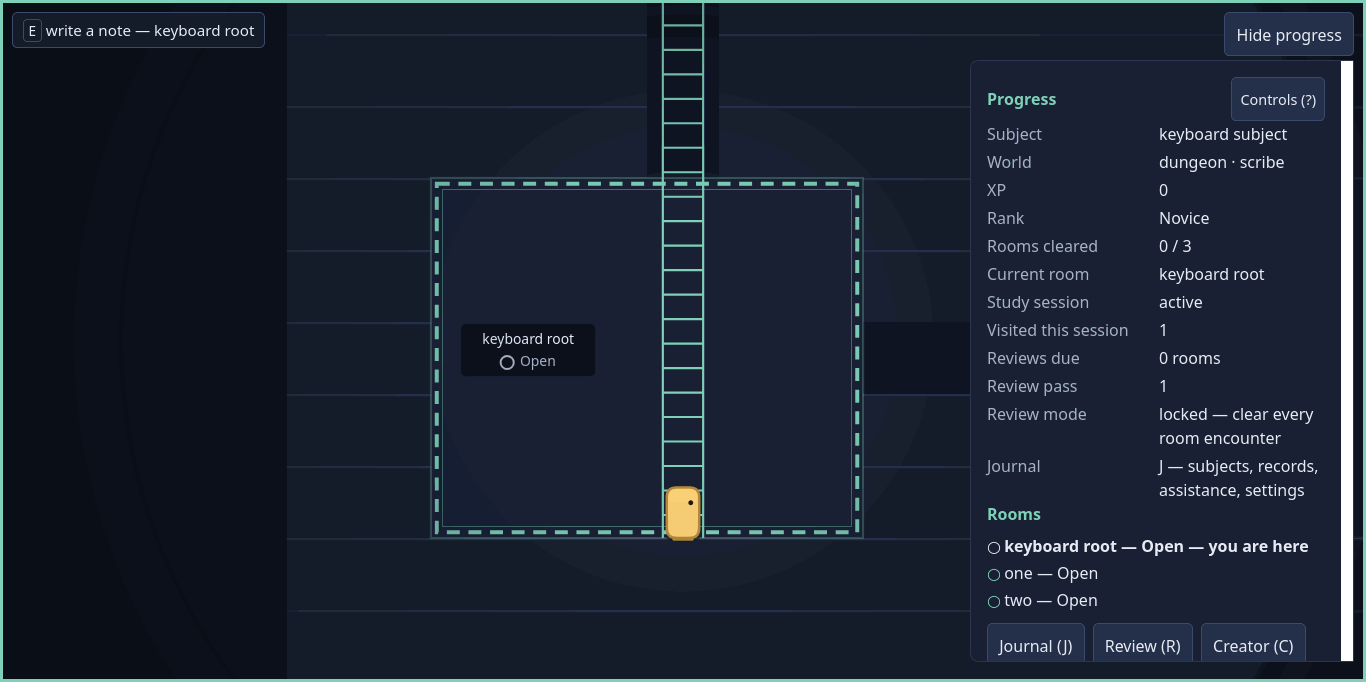 E write a note — keyboard root
Hide progress
Progress
Controls (?)
Subject keyboard subject
World dungeon · scribe
XP 0
Rank Novice
Rooms cleared 0 / 3
Current room keyboard root
Study session active
Visited this session 1
Reviews due 0 rooms
Review pass 1
Review mode locked — clear every
room encounter
Journal J — subjects, records,
assistance, settings
Rooms
keyboard root — Open — you are here
one — Open
two — Open
Journal (J) Review (R) Creator (C)
keyboard root
Open